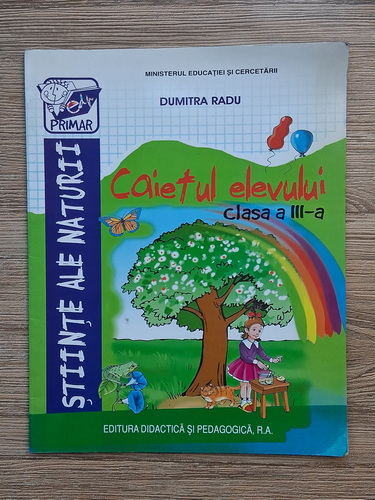 MINISTERUL EDUCAȚIEI ȘI CERCETĂRII
DUMITRA RADU
PRIMAR
ȘTIINȚE ALE NATURII
Caietul elevului
clasa a III-a
EDITURA DIDACTICĂ ȘI PEDAGOGICĂ, R.A.